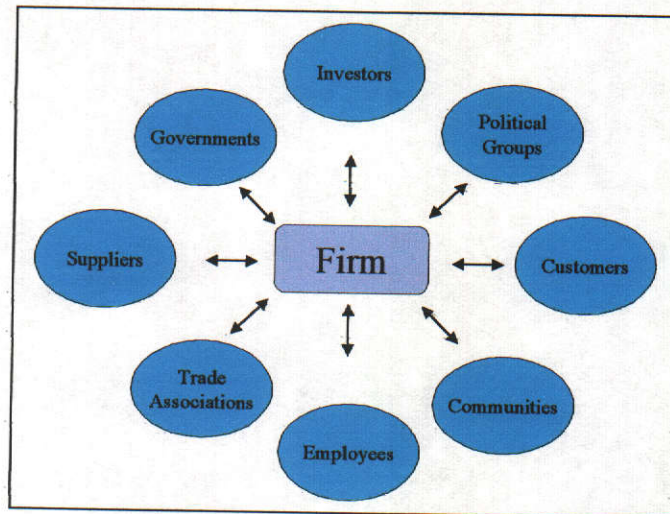 Investors
Governments
Political
Groups
Suppliers
Firm
Customers
Trade
Associations
Communities
Employees